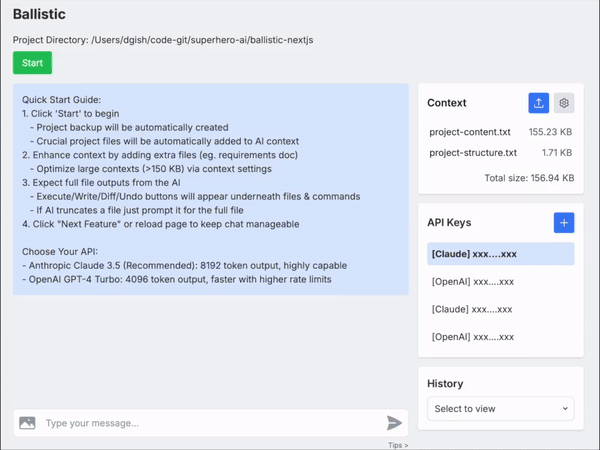 Ballistic
Project Directory: /Users/dgish/code-git/superhero-ai/ballistic-nextjs
Start
Quick Start Guide:
1. Click 'Start' to begin
- Project backup will be automatically created
- Crucial project files will be automatically added to AI context
2. Enhance context by adding extra files (eg. requirements doc)
- Optimize large contexts (>150 KB) via context settings
3. Expect full file outputs from the AI
- Execute/Write/Diff/Undo buttons will appear underneath files & commands
- If AI truncates a file just prompt it for the full file
4. Click "Next Feature" or reload page to keep chat manageable
Choose Your API:
- Anthropic Claude 3.5 (Recommended): 8192 token output, highly capable
- OpenAI GPT-4 Turbo: 4096 token output, faster with higher rate limits
Type your message...
Tips >
Context
project-content.txt 155.23 KB
project-structure.txt 1.71 KB
Total size: 156.94 KB
API Keys
[Claude] xxx....xxx
[OpenAI] xxx....xxx
[Claude] xxx....xxx
[OpenAI] xxx....xxx
History
Select to view